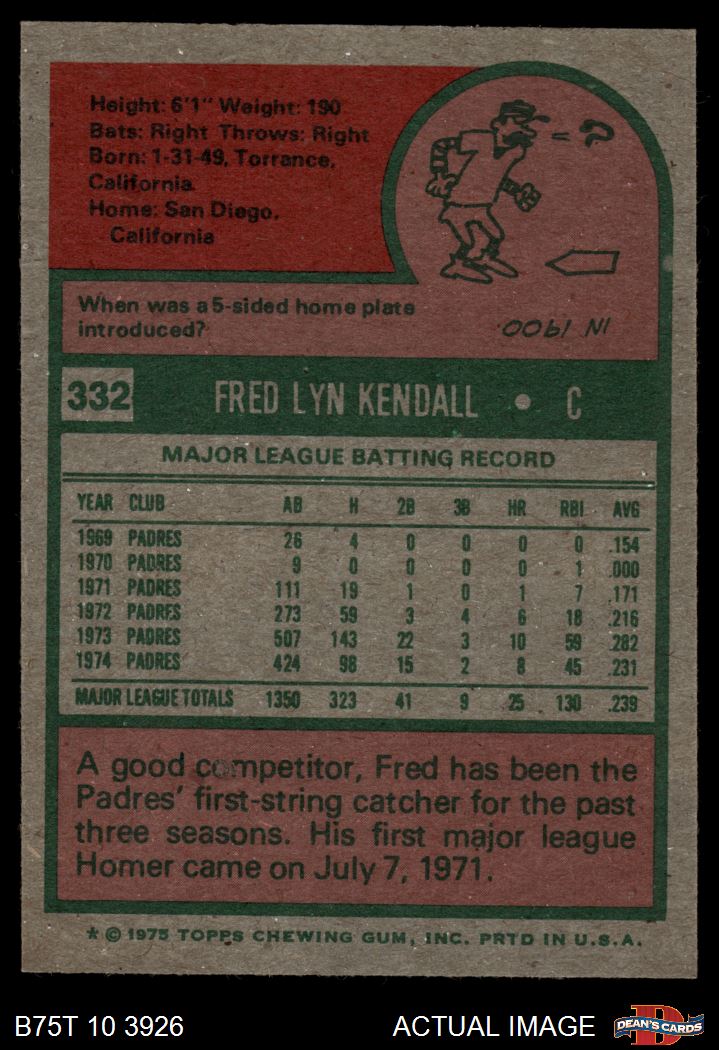 Height: 6'1" Weight: 190
Bats: Right Throws: Right
Born: 1-31-49, Torrance,
California
Home: San Diego,
California
When was a 5-sided home plate
introduced?
IN 1900
332 FRED LYN KENDALL • C
MAJOR LEAGUE BATTING RECORD
YEAR CLUB AB H 2B 3B HR RBI AVG
1969 PADRES 26 4 0 0 0 0 .154
1970 PADRES 9 0 0 0 0 1 .000
1971 PADRES 111 19 1 0 1 7 .171
1972 PADRES 273 59 3 4 6 18 .216
1973 PADRES 507 143 22 3 10 59 .282
1974 PADRES 424 98 15 2 8 45 .231
MAJOR LEAGUE TOTALS 1350 323 41 9 25 130 .239
A good competitor, Fred has been the
Padres' first-string catcher for the past
three seasons. His first major league
Homer came on July 7, 1971.
* © 1975 TOPPS CHEWING GUM, INC. PRTD IN U.S.A.
B75T 10 3926 ACTUAL IMAGE D DEAN'S CARDS